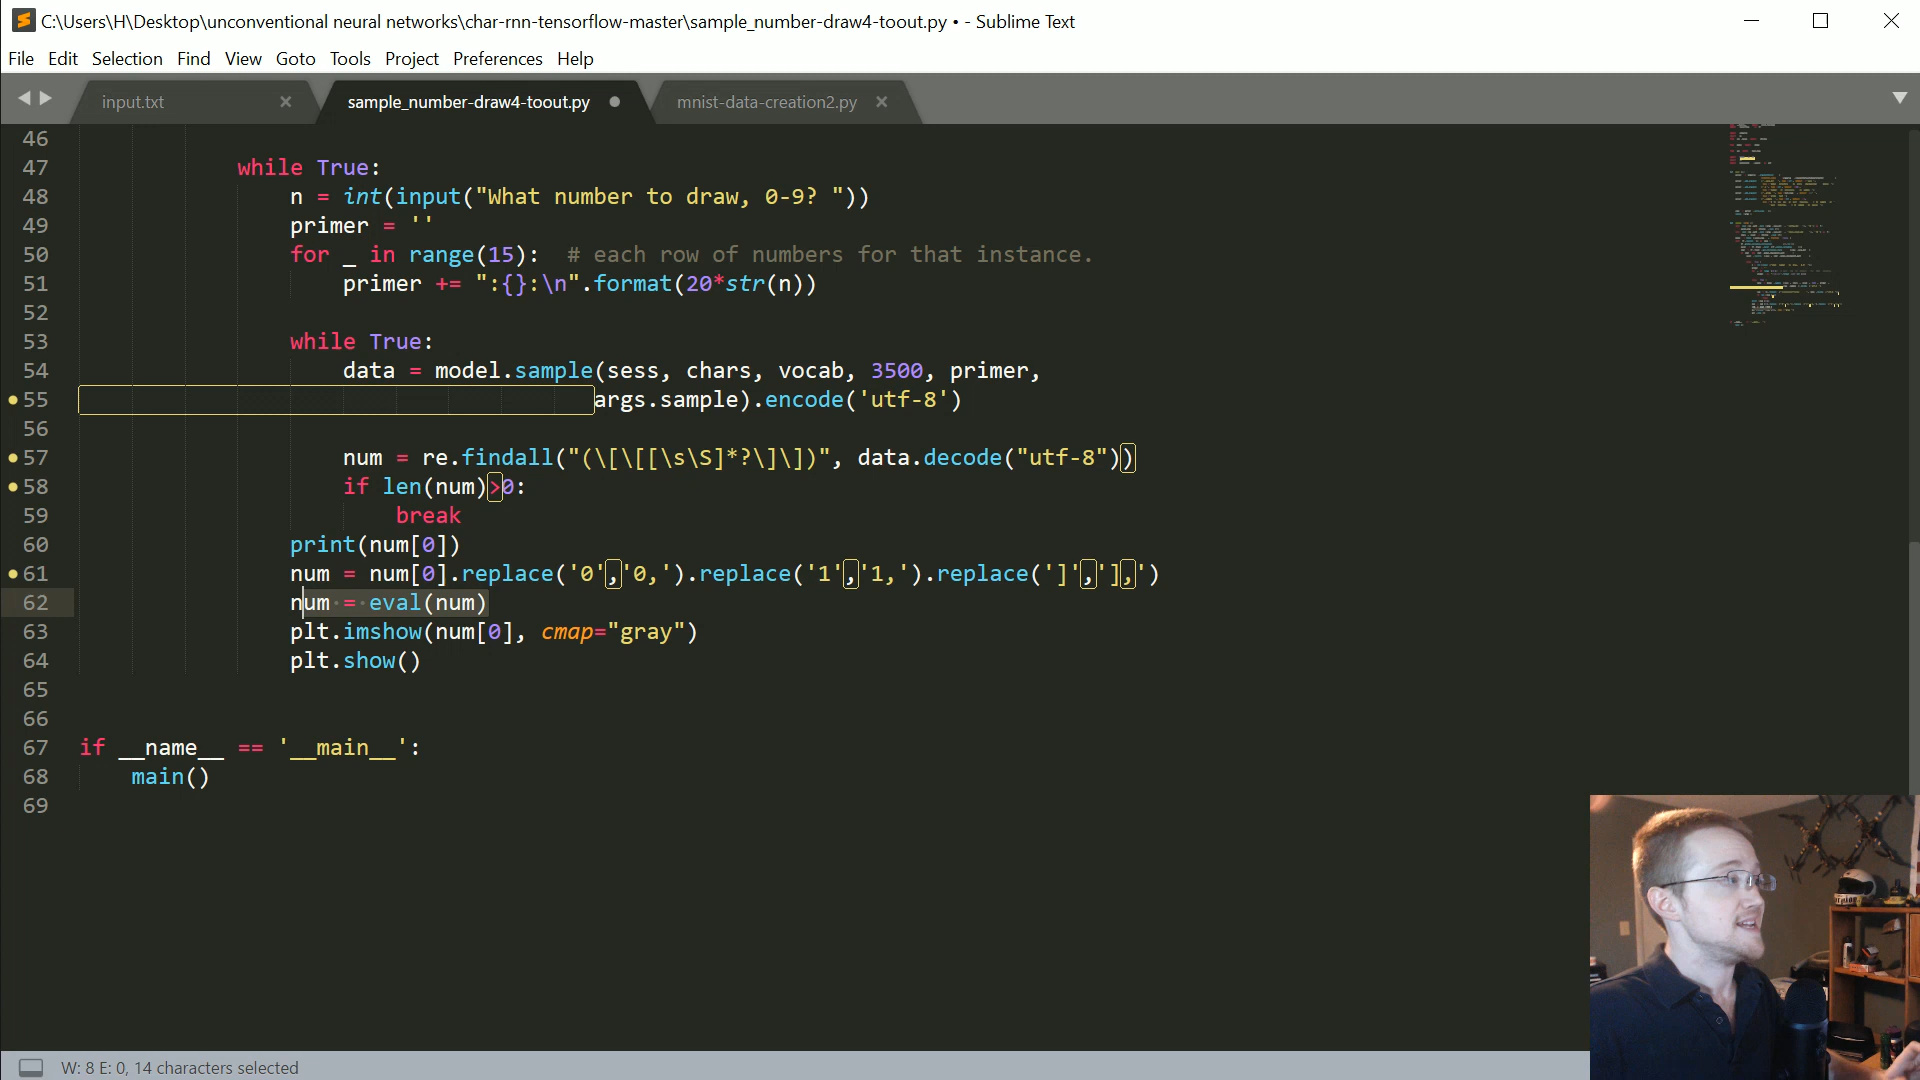 C:\Users\H\Desktop\unconventional neural networks\char-rnn-tensorflow-master\sample_number-draw4-toout.py • - Sublime Text
File Edit Selection Find View Goto Tools Project Preferences Help
input.txt sample_number-draw4-toout.py mnist-data-creation2.py
46
47 while True:
48 n = int(input("What number to draw, 0-9? "))
49 primer = ''
50 for _ in range(15):  # each row of numbers for that instance.
51 primer += ":{}:\n".format(20*str(n))
52
53 while True:
54 data = model.sample(sess, chars, vocab, 3500, primer,
55 args.sample).encode('utf-8')
56
57 num = re.findall("(\[\[[\s\S]*?\]\])", data.decode("utf-8"))
58 if len(num)>0:
59 break
60 print(num[0])
61 num = num[0].replace('0','0,').replace('1','1,').replace(']','],')
62 num = eval(num)
63 plt.imshow(num[0], cmap="gray")
64 plt.show()
65
66
67 if __name__ == '__main__':
68 main()
69
W: 8 E: 0, 14 characters selected